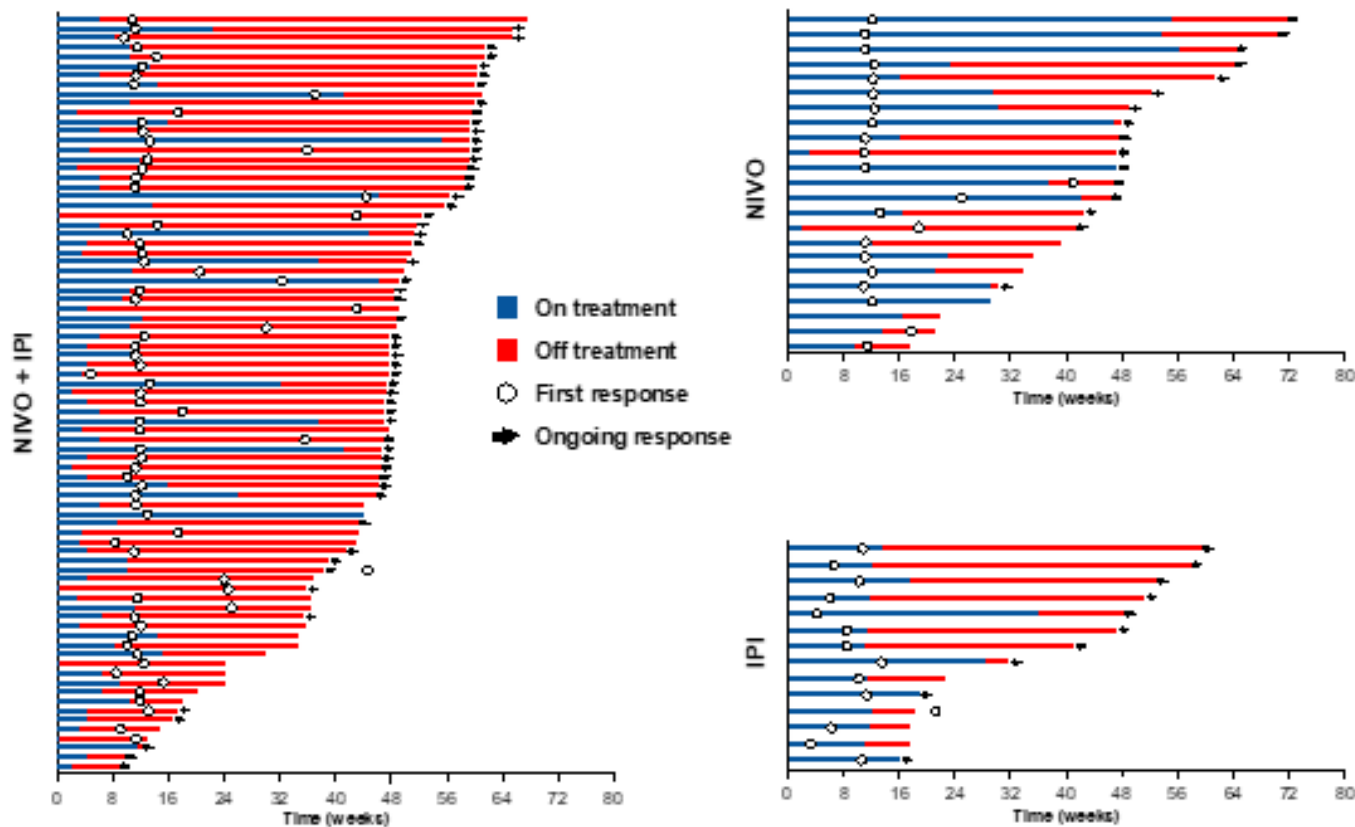 NIVO + IPI
0 8 16 24 32 40 48 56 64 72 80
Time (weeks)
On treatment
Off treatment
First response
Ongoing response
NIVO
0 8 16 24 32 40 48 56 64 72 80
Time (weeks)
IPI
0 8 16 24 32 40 48 56 64 72 80
Time (weeks)